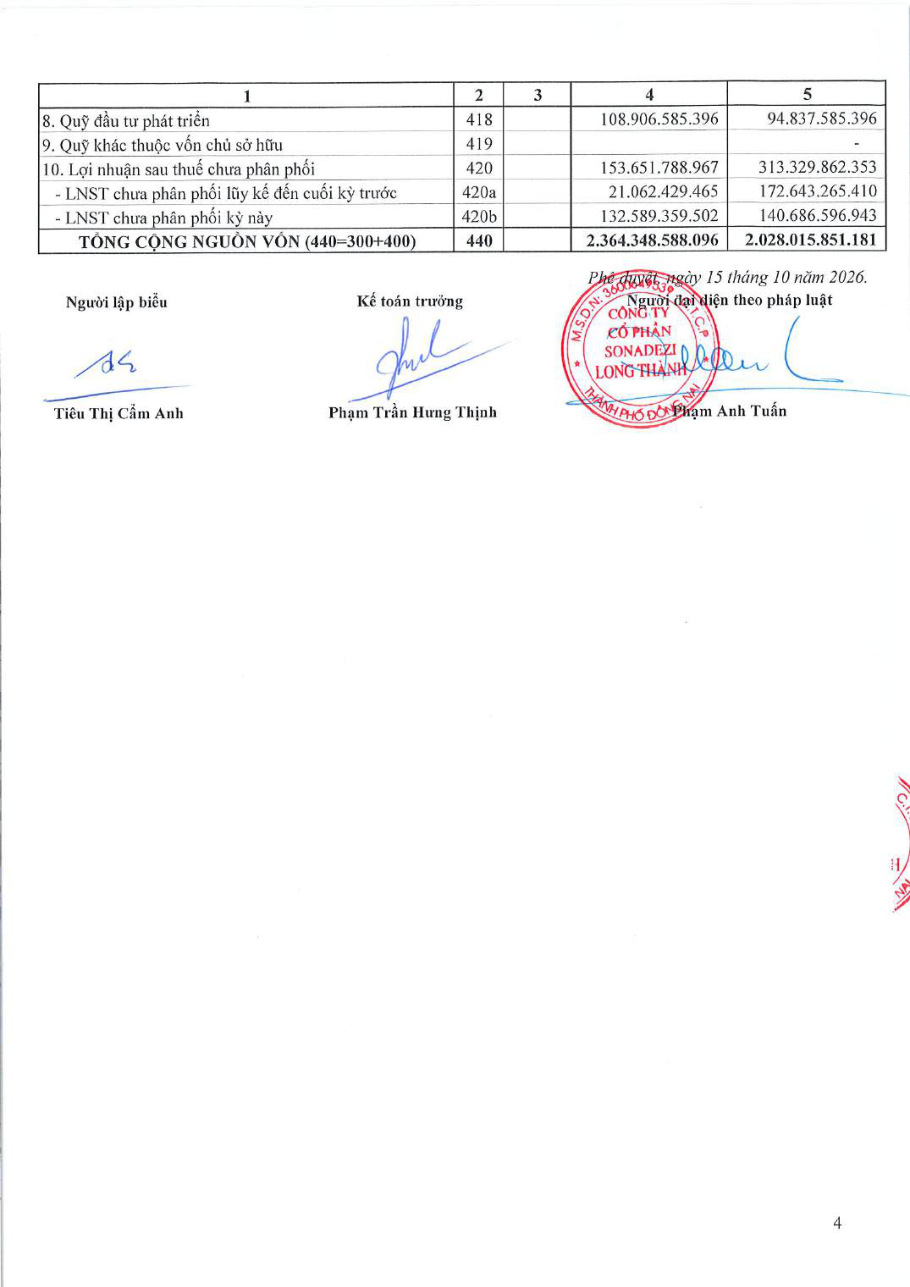 1 2 3 4 5
8. Quỹ đầu tư phát triển 418 108.906.585.396 94.837.585.396
9. Quỹ khác thuộc vốn chủ sở hữu 419 -
10. Lợi nhuận sau thuế chưa phân phối 420 153.651.788.967 313.329.862.353
- LNST chưa phân phối lũy kế đến cuối kỳ trước 420a 21.062.429.465 172.643.265.410
- LNST chưa phân phối kỳ này 420b 132.589.359.502 140.686.596.943
TỔNG CỘNG NGUỒN VỐN (440=300+400) 440 2.364.348.588.096 2.028.015.851.181
Phê duyệt, ngày 15 tháng 10 năm 2026.
Người lập biểu Kế toán trưởng Người đại diện theo pháp luật
M.S.D.N: 3600649539 C.T.C.P
CÔNG TY
CỔ PHẦN
SONADEZI
LONG THÀNH
THÀNH PHỐ ĐỒNG NAI
Tiêu Thị Cẩm Anh Phạm Trần Hưng Thịnh Phạm Anh Tuấn
NAI
4